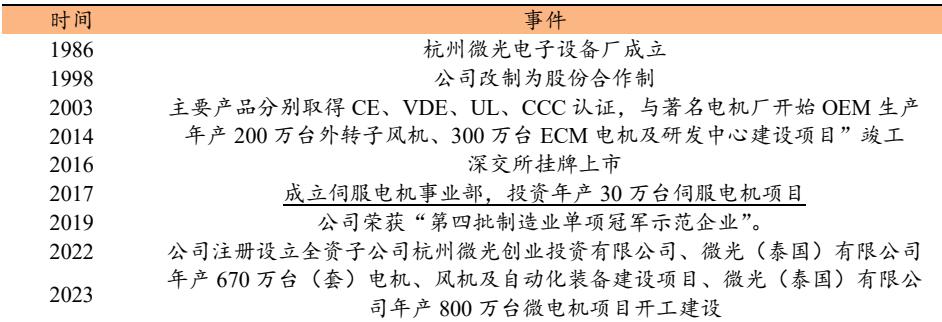 时间 事件
1986 杭州微光电子设备厂成立
1998 公司改制为股份合作制
2003 主要产品分别取得 CE、VDE、UL、CCC 认证，与著名电机厂开始 OEM 生产
2014 年产 200 万台外转子风机、300 万台 ECM 电机及研发中心建设项目”竣工
2016 深交所挂牌上市
2017 成立伺服电机事业部，投资年产 30 万台伺服电机项目
2019 公司荣获“第四批制造业单项冠军示范企业”。
2022 公司注册设立全资子公司杭州微光创业投资有限公司、微光（泰国）有限公司
2023 年产 670 万台（套）电机、风机及自动化装备建设项目、微光（泰国）有限公
司年产 800 万台微电机项目开工建设